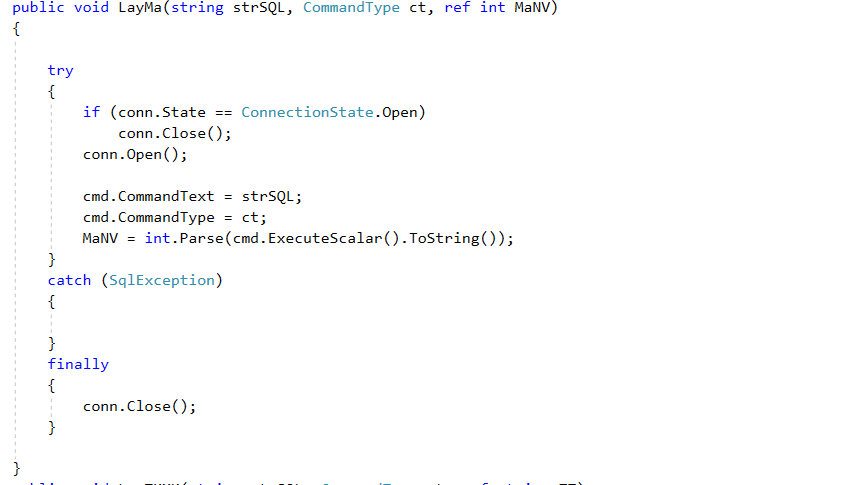 public void LayMa(string strSQL, CommandType ct, ref int MaNV)
{
try
{
if (conn.State == ConnectionState.Open)
conn.Close();
conn.Open();
cmd.CommandText = strSQL;
cmd.CommandType = ct;
MaNV = int.Parse(cmd.ExecuteScalar().ToString());
}
catch (SqlException)
{
}
finally
{
conn.Close();
}
}